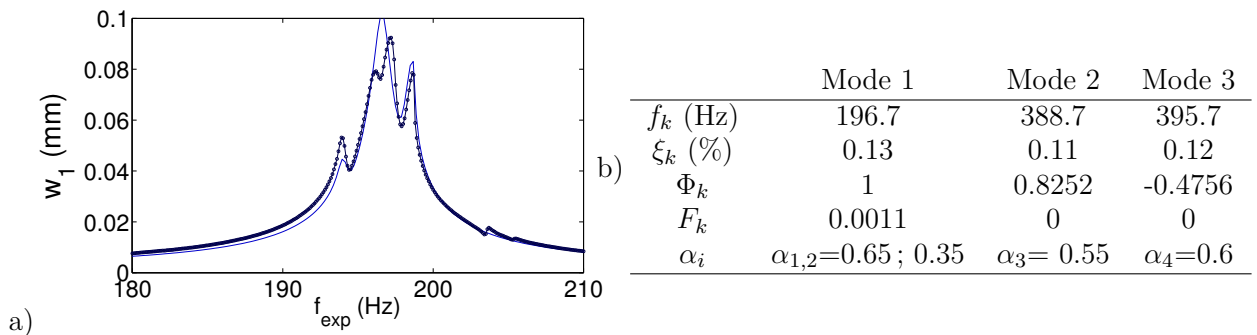 0.1
0.08
0.06
0.04
0.02
0
w1 (mm)
180 190 200 210
fexp (Hz)
a)
b)
Mode 1 Mode 2 Mode 3
fk (Hz) 196.7 388.7 395.7
ξk (%) 0.13 0.11 0.12
Φk 1 0.8252 -0.4756
Fk 0.0011 0 0
αi α1,2=0.65 ; 0.35 α3= 0.55 α4=0.6